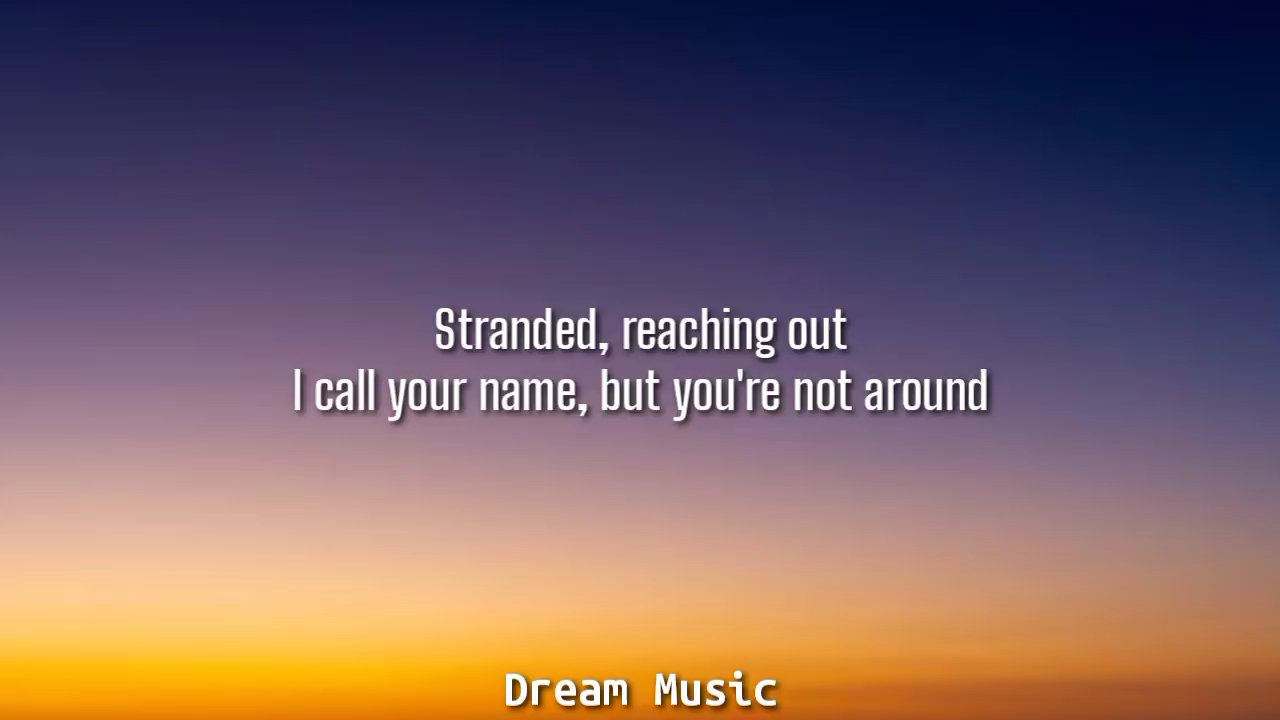 Stranded, reaching out
I call your name, but you're not around
Dream Music